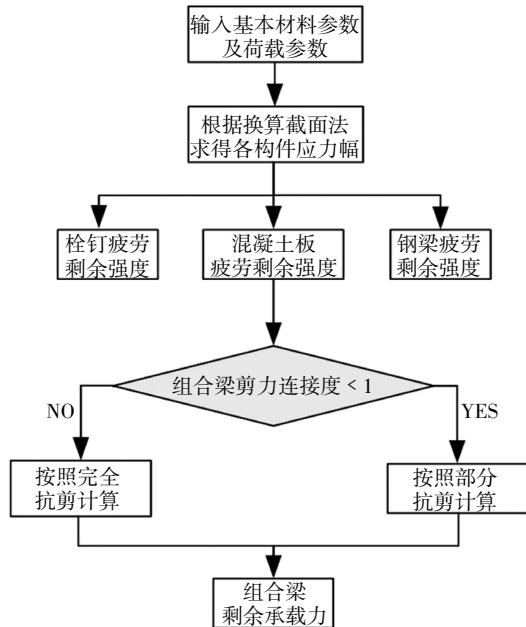 输入基本材料参数
及荷载参数
根据换算截面法
求得各构件应力幅
栓钉疲劳
剩余强度
混凝土板
疲劳剩余强度
钢梁疲劳
剩余强度
组合梁剪力连接度 < 1
NO
YES
按照完全
抗剪计算
按照部分
抗剪计算
组合梁
剩余承载力